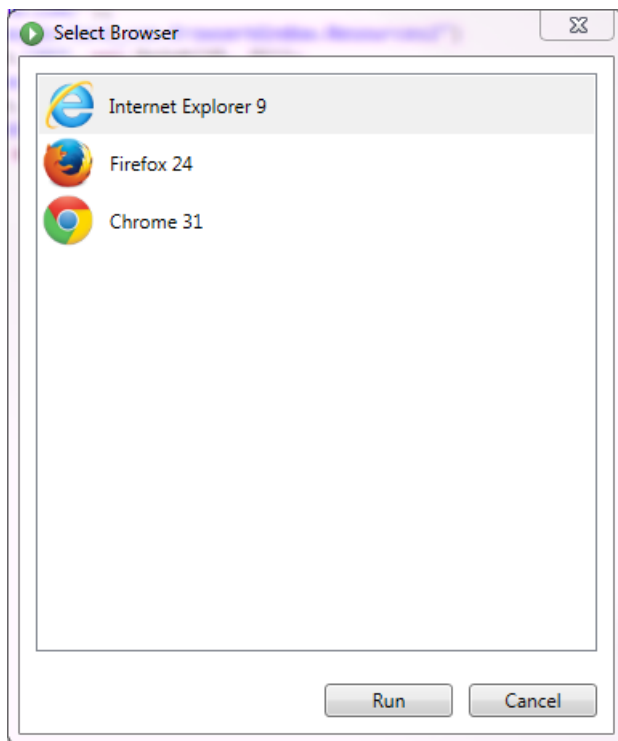 Select Browser
Internet Explorer 9
Firefox 24
Chrome 31
Run
Cancel